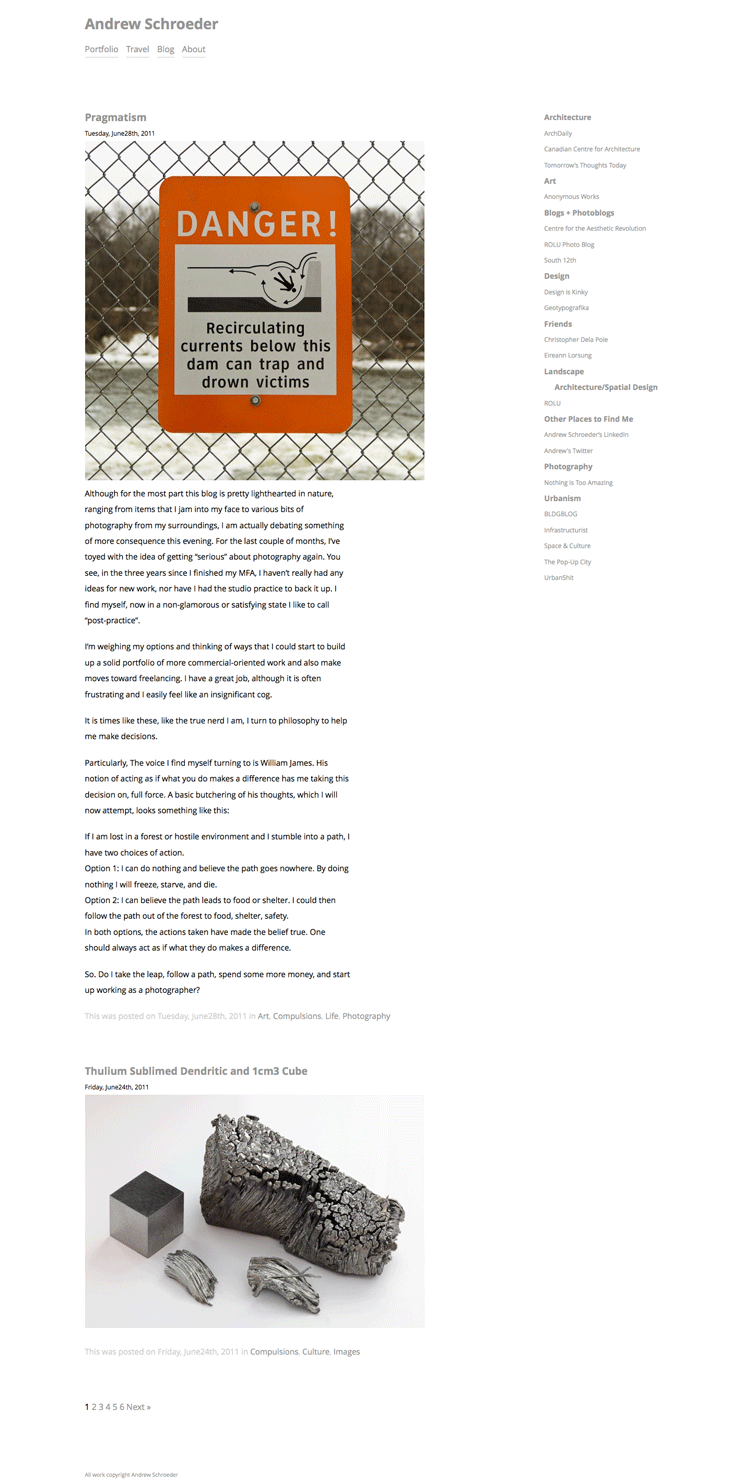 Andrew Schroeder
Portfolio Travel Blog About
Pragmatism
Tuesday, June28th, 2011
DANGER!
Recirculating
currents below this
dam can trap and
drown victims
Although for the most part this blog is pretty lighthearted in nature,
ranging from items that I jam into my face to various bits of
photography from my surroundings, I am actually debating something
of more consequence this evening. For the last couple of months, I've
toyed with the idea of getting “serious” about photography again. You
see, in the three years since I finished my MFA, I haven't really had any
ideas for new work, nor have I had the studio practice to back it up. I
find myself, now in a non-glamorous or satisfying state I like to call
“post-practice”.
I'm weighing my options and thinking of ways that I could start to build
up a solid portfolio of more commercial-oriented work and also make
moves toward freelancing. I have a great job, although it is often
frustrating and I easily feel like an insignificant cog.
It is times like these, like the true nerd I am, I turn to philosophy to help
me make decisions.
Particularly, The voice I find myself turning to is William James. His
notion of acting as if what you do makes a difference has me taking this
decision on, full force. A basic butchering of his thoughts, which I will
now attempt, looks something like this:
If I am lost in a forest or hostile environment and I stumble into a path, I
have two choices of action.
Option 1: I can do nothing and believe the path goes nowhere. By doing
nothing I will freeze, starve, and die.
Option 2: I can believe the path leads to food or shelter. I could then
follow the path out of the forest to food, shelter, safety.
In both options, the actions taken have made the belief true. One
should always act as if what they do makes a difference.
So. Do I take the leap, follow a path, spend some more money, and start
up working as a photographer?
This was posted on Tuesday, June28th, 2011 in Art, Compulsions, Life, Photography
Thulium Sublimed Dendritic and 1cm3 Cube
Friday, June24th, 2011
This was posted on Friday, June24th, 2011 in Compulsions, Culture, Images
1 2 3 4 5 6 Next »
All work copyright Andrew Schroeder
Architecture
ArchDaily
Canadian Centre for Architecture
Tomorrow's Thoughts Today
Art
Anonymous Works
Blogs + Photoblogs
Centre for the Aesthetic Revolution
ROLU Photo Blog
South 12th
Design
Design is Kinky
Geotypografika
Friends
Christopher Dela Pole
Eireann Lorsung
Landscape
Architecture/Spatial Design
ROLU
Other Places to Find Me
Andrew Schroeder's LinkedIn
Andrew's Twitter
Photography
Nothing is Too Amazing
Urbanism
BLDGBLOG
Infrastructurist
Space & Culture
The Pop-Up City
UrbanShit